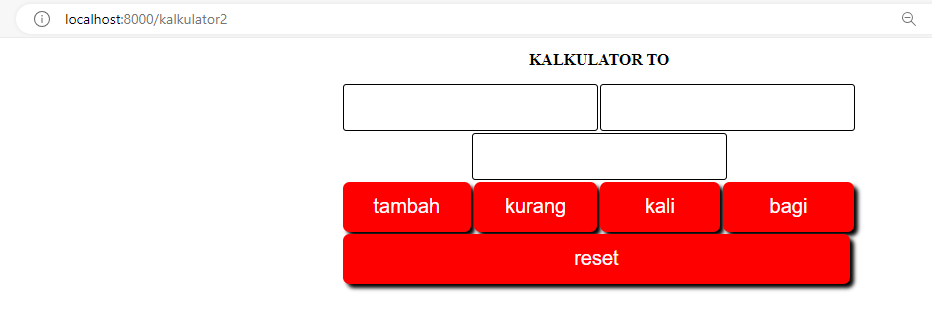 localhost:8000/kalkulator2
KALKULATOR TO
tambah kurang kali bagi
reset